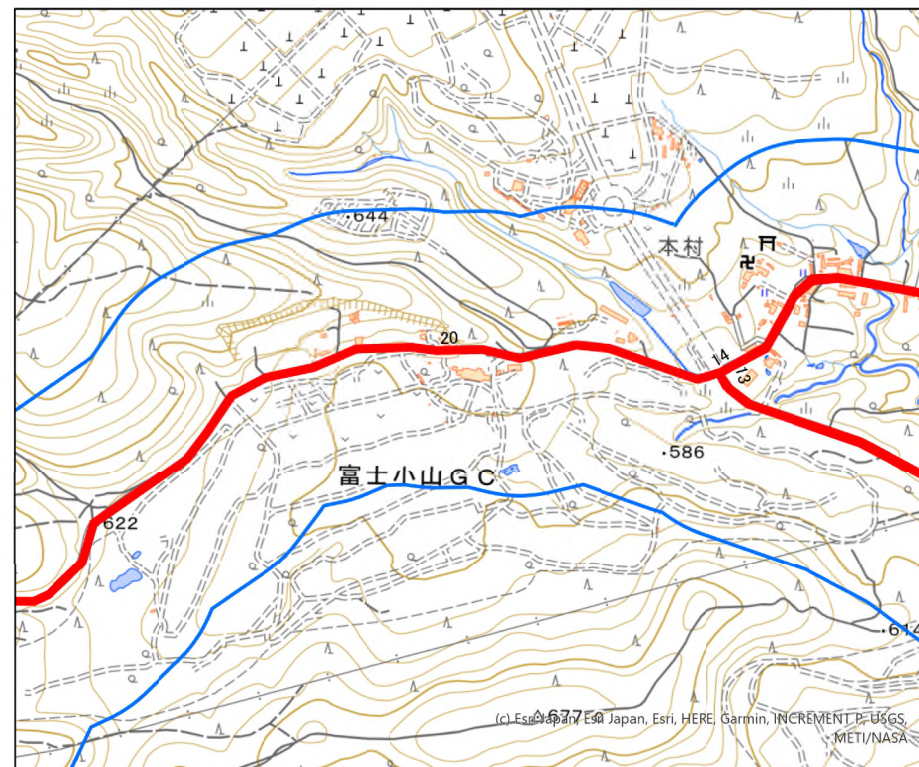 644
本村
20
14
13
586
富士小山GC
622
614
677
(c) Esri Japan, Esri Japan, Esri, HERE, Garmin, INCREMENT P, USGS,
METI/NASA